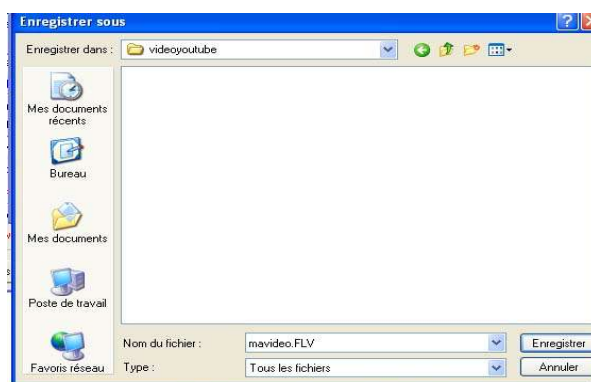 Enregistrer sous
Enregistrer dans : videoyoutube
Mes documents
récents
Bureau
Mes documents
Poste de travail
Favoris réseau
Nom du fichier : mavideo.FLV Enregistrer
Type : Tous les fichiers Annuler